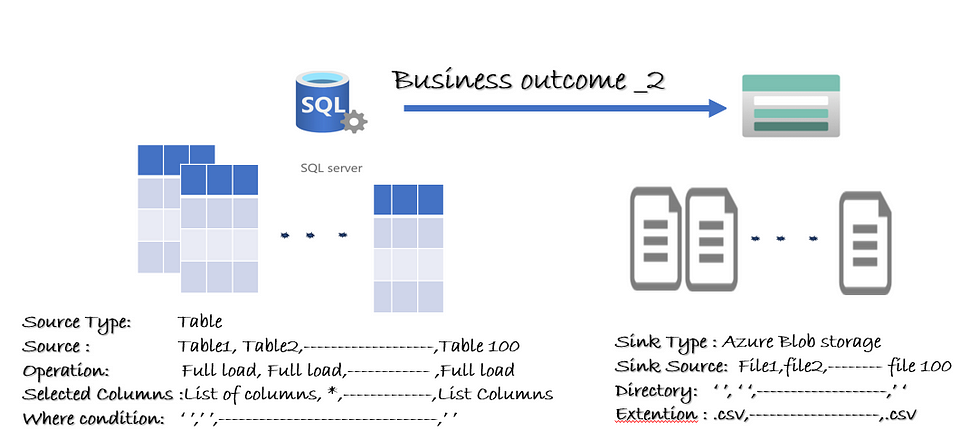 Business outcome _2
SQL
SQL server
Source Type: Table
Source : Table1, Table2,------------------,Table 100
Operation: Full load, Full load,----------- ,Full load
Selected Columns :List of columns, *,------------,List Columns
Where condition: ‘ ’,’ ’,------------------------------,’ ’
Sink Type : Azure Blob storage
Sink Source: File1,file2,-------- file 100
Directory: ‘ ’, ‘ ’,------------------,’ ‘
Extention : .csv,------------------,.csv